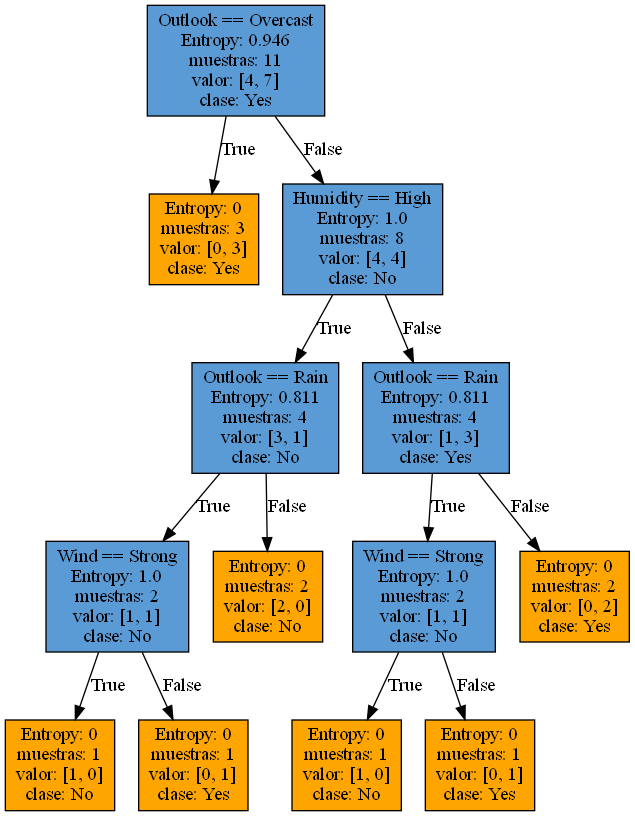 Outlook == Overcast
Entropy: 0.946
muestras: 11
valor: [4, 7]
clase: Yes
True
False
Entropy: 0
muestras: 3
valor: [0, 3]
clase: Yes
Humidity == High
Entropy: 1.0
muestras: 8
valor: [4, 4]
clase: No
True
False
Outlook == Rain
Entropy: 0.811
muestras: 4
valor: [3, 1]
clase: No
Outlook == Rain
Entropy: 0.811
muestras: 4
valor: [1, 3]
clase: Yes
True
False
True
False
Wind == Strong
Entropy: 1.0
muestras: 2
valor: [1, 1]
clase: No
Entropy: 0
muestras: 2
valor: [2, 0]
clase: No
Wind == Strong
Entropy: 1.0
muestras: 2
valor: [1, 1]
clase: No
Entropy: 0
muestras: 2
valor: [0, 2]
clase: Yes
True
False
True
False
Entropy: 0
muestras: 1
valor: [1, 0]
clase: No
Entropy: 0
muestras: 1
valor: [0, 1]
clase: Yes
Entropy: 0
muestras: 1
valor: [1, 0]
clase: No
Entropy: 0
muestras: 1
valor: [0, 1]
clase: Yes